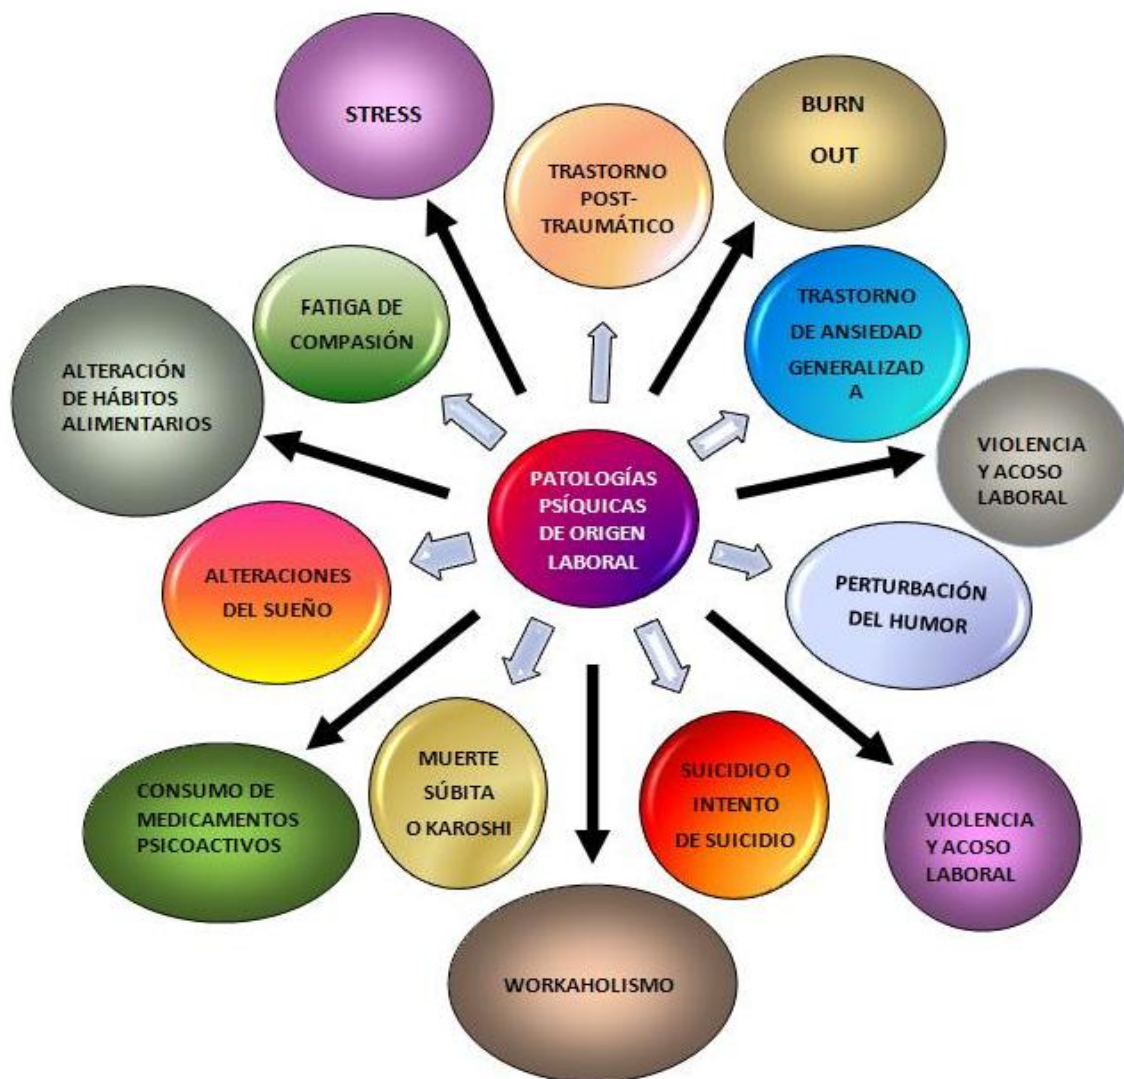 STRESS
BURN
OUT
TRASTORNO
POST-
TRAUMÁTICO
FATIGA DE
COMPASIÓN
TRASTORNO
DE ANSIEDAD
GENERALIZAD
A
ALTERACIÓN
DE HÁBITOS
ALIMENTARIOS
PATOLOGÍAS
PSÍQUICAS
DE ORIGEN
LABORAL
VIOLENCIA
Y ACOSO
LABORAL
ALTERACIONES
DEL SUEÑO
PERTURBACIÓN
DEL HUMOR
CONSUMO DE
MEDICAMENTOS
PSICOACTIVOS
MUERTE
SÚBITA
O KAROSHI
SUICIDIO O
INTENTO
DE SUICIDIO
VIOLENCIA
Y ACOSO
LABORAL
WORKAHOLISMO